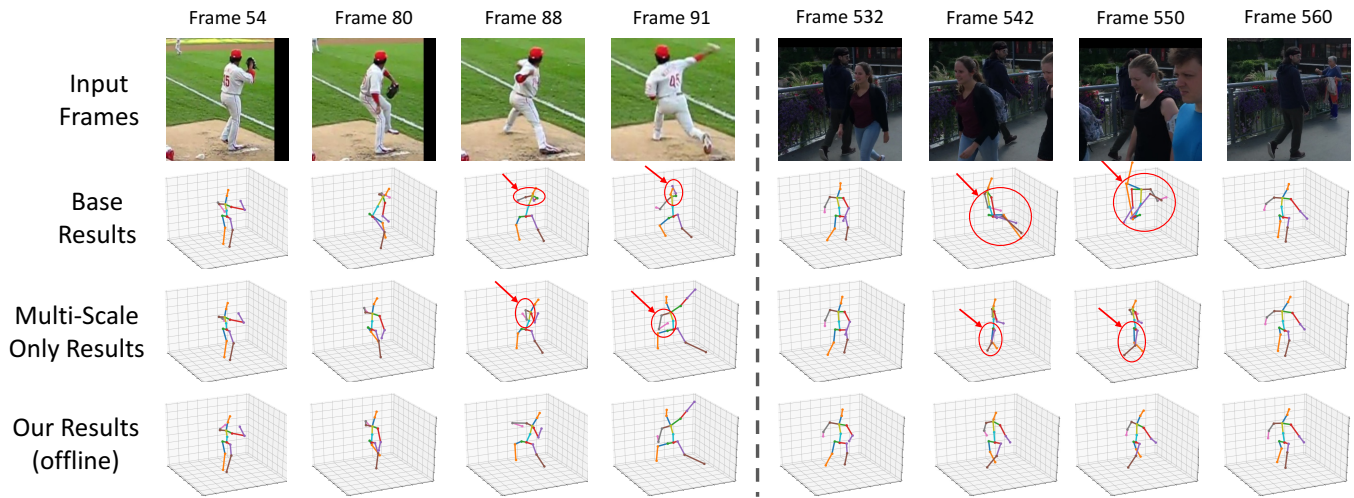 Frame 54
Frame 80
Frame 88
Frame 91
Frame 532
Frame 542
Frame 550
Frame 560
Input
Frames
45
Base
Results
Multi-Scale
Only Results
Our Results
(offline)